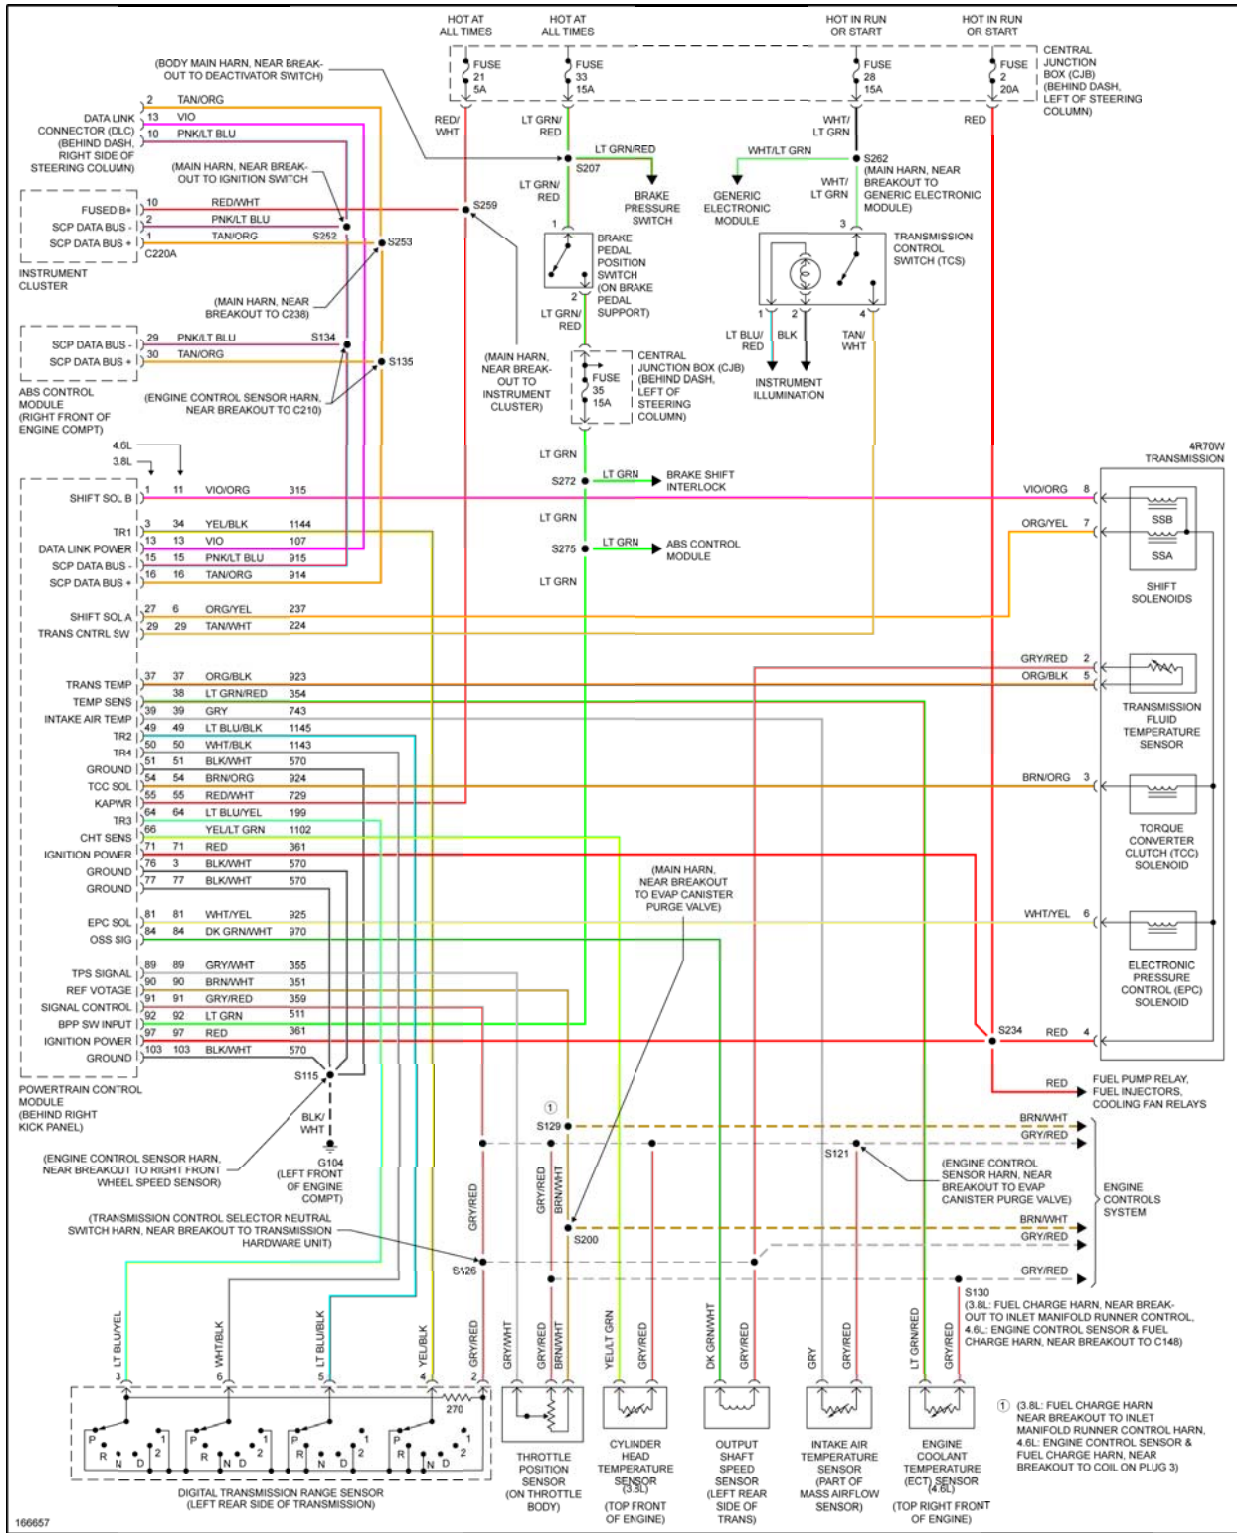 HOT AT
ALL TIMES
HOT AT
ALL TIMES
HOT IN RUN
OR START
HOT IN RUN
OR START
FUSE
21
5A
FUSE
33
15A
FUSE
28
15A
FUSE
2
20A
CENTRAL
JUNCTION
BOX (CJB)
(BEHIND DASH,
LEFT OF STEERING
COLUMN)
(BODY MAIN HARN, NEAR BREAK-
OUT TO DEACTIVATOR SWITCH)
2 TAN/ORG
13 VIO
10 PNK/LT BLU
DATA LINK
CONNECTOR (DLC)
(BEHIND DASH,
RIGHT SIDE OF
STEERING COLUMN)
RED/
WHT
LT GRN/
RED
WHT/
LT GRN
RED
LT GRN/RED
S207
WHT/LT GRN
S262
(MAIN HARN, NEAR
BREAKOUT TO
GENERIC ELECTRONIC
MODULE)
(MAIN HARN, NEAR BREAK-
OUT TO IGNITION SWITCH
LT GRN/
RED
BRAKE
PRESSURE
SWITCH
GENERIC
ELECTRONIC
MODULE
WHT/
LT GRN
FUSED B+ 10 RED/WHT
SCP DATA BUS - 2 PNK/LT BLU
SCP DATA BUS + 1 TAN/ORG
S252
S253
S259
C220A
INSTRUMENT
CLUSTER
1
2
BRAKE
PEDAL
POSITION
SWITCH
(ON BRAKE
PEDAL
SUPPORT)
3
TRANSMISSION
CONTROL
SWITCH (TCS)
1 2 4
LT BLU/
RED
BLK
TAN/
WHT
INSTRUMENT
ILLUMINATION
(MAIN HARN, NEAR
BREAKOUT TO C238)
LT GRN/
RED
SCP DATA BUS - 29 PNK/LT BLU
SCP DATA BUS + 30 TAN/ORG
S134
S135
ABS CONTROL
MODULE
(RIGHT FRONT OF
ENGINE COMPT)
(ENGINE CONTROL SENSOR HARN,
NEAR BREAKOUT TO C210)
(MAIN HARN,
NEAR BREAK-
OUT TO
INSTRUMENT
CLUSTER)
FUSE
35
15A
CENTRAL
JUNCTION BOX (CJB)
(BEHIND DASH,
LEFT OF
STEERING
COLUMN)
4.6L
3.8L
LT GRN
S272
LT GRN
BRAKE SHIFT
INTERLOCK
LT GRN
S275
LT GRN
ABS CONTROL
MODULE
LT GRN
4R70W
TRANSMISSION
SHIFT SOL B 1 11 VIO/ORG 315
TR1 3 34 YEL/BLK 1144
DATA LINK POWER 13 13 VIO 107
SCP DATA BUS - 15 15 PNK/LT BLU 915
SCP DATA BUS + 16 16 TAN/ORG 914
SHIFT SOL A 27 6 ORG/YEL 237
TRANS CNTRL SW 29 29 TAN/WHT 224
TRANS TEMP 37 37 ORG/BLK 923
TEMP SENS 38 LT GRN/RED 354
INTAKE AIR TEMP 39 39 GRY 743
TR2 49 49 LT BLU/BLK 1145
TR4 50 50 WHT/BLK 1143
GROUND 51 51 BLK/WHT 570
TCC SOL 54 54 BRN/ORG 924
KAPWR 55 55 RED/WHT 729
TR3 64 64 LT BLU/YEL 199
CHT SENS 66 YEL/LT GRN 1102
IGNITION POWER 71 71 RED 361
GROUND 76 3 BLK/WHT 570
GROUND 77 77 BLK/WHT 570
EPC SOL 81 81 WHT/YEL 925
OSS SIG 84 84 DK GRN/WHT 970
TPS SIGNAL 89 89 GRY/WHT 355
REF VOTAGE 90 90 BRN/WHT 351
SIGNAL CONTROL 91 91 GRY/RED 359
BPP SW INPUT 92 92 LT GRN 511
IGNITION POWER 97 97 RED 361
GROUND 103 103 BLK/WHT 570
POWERTRAIN CONTROL
MODULE
(BEHIND RIGHT
KICK PANEL)
VIO/ORG 8
ORG/YEL 7
SSB
SSA
SHIFT
SOLENOIDS
GRY/RED 2
ORG/BLK 5
TRANSMISSION
FLUID
TEMPERATURE
SENSOR
BRN/ORG 3
TORQUE
CONVERTER
CLUTCH (TCC)
SOLENOID
WHT/YEL 6
ELECTRONIC
PRESSURE
CONTROL (EPC)
SOLENOID
S234
RED 4
RED
FUEL PUMP RELAY,
FUEL INJECTORS,
COOLING FAN RELAYS
(MAIN HARN,
NEAR BREAKOUT
TO EVAP CANISTER
PURGE VALVE)
S115
BLK/
WHT
G104
(LEFT FRONT
OF ENGINE
COMPT)
(ENGINE CONTROL SENSOR HARN,
NEAR BREAKOUT TO RIGHT FRONT
WHEEL SPEED SENSOR)
(TRANSMISSION CONTROL SELECTOR NEUTRAL
SWITCH HARN, NEAR BREAKOUT TO TRANSMISSION
HARDWARE UNIT)
1
S129
BRN/WHT
GRY/RED
S121
(ENGINE CONTROL
SENSOR HARN, NEAR
BREAKOUT TO EVAP
CANISTER PURGE VALVE)
ENGINE
CONTROLS
SYSTEM
GRY/RED
GRY/RED
BRN/WHT
S200
BRN/WHT
GRY/RED
S126
GRY/RED
S130
(3.8L: FUEL CHARGE HARN, NEAR BREAK-
OUT TO INLET MANIFOLD RUNNER CONTROL,
4.6L: ENGINE CONTROL SENSOR & FUEL
CHARGE HARN, NEAR BREAKOUT TO C148)
LT BLU/YEL
WHT/BLK
LT BLU/BLK
YEL/BLK
GRY/RED
GRY/WHT
GRY/RED
BRN/WHT
YEL/LT GRN
GRY/RED
DK GRN/WHT
GRY/RED
GRY
GRY/RED
LT GRN/RED
GRY/RED
1 6 5 4 2
270
P R N D 2 1
P R N D 2 1
P R N D 2 1
P R N D 2 1
DIGITAL TRANSMISSION RANGE SENSOR
(LEFT REAR SIDE OF TRANSMISSION)
THROTTLE
POSITION
SENSOR
(ON THROTTLE
BODY)
CYLINDER
HEAD
TEMPERATURE
SENSOR
(3.8L)
(TOP FRONT
OF ENGINE)
OUTPUT
SHAFT
SPEED
SENSOR
(LEFT REAR
SIDE OF
TRANS)
INTAKE AIR
TEMPERATURE
SENSOR
(PART OF
MASS AIRFLOW
SENSOR)
ENGINE
COOLANT
TEMPERATURE
(ECT) SENSOR
(4.6L)
(TOP RIGHT FRONT
OF ENGINE)
1 (3.8L: FUEL CHARGE HARN
NEAR BREAKOUT TO INLET
MANIFOLD RUNNER CONTROL HARN,
4.6L: ENGINE CONTROL SENSOR &
FUEL CHARGE HARN, NEAR
BREAKOUT TO COIL ON PLUG 3)
166657